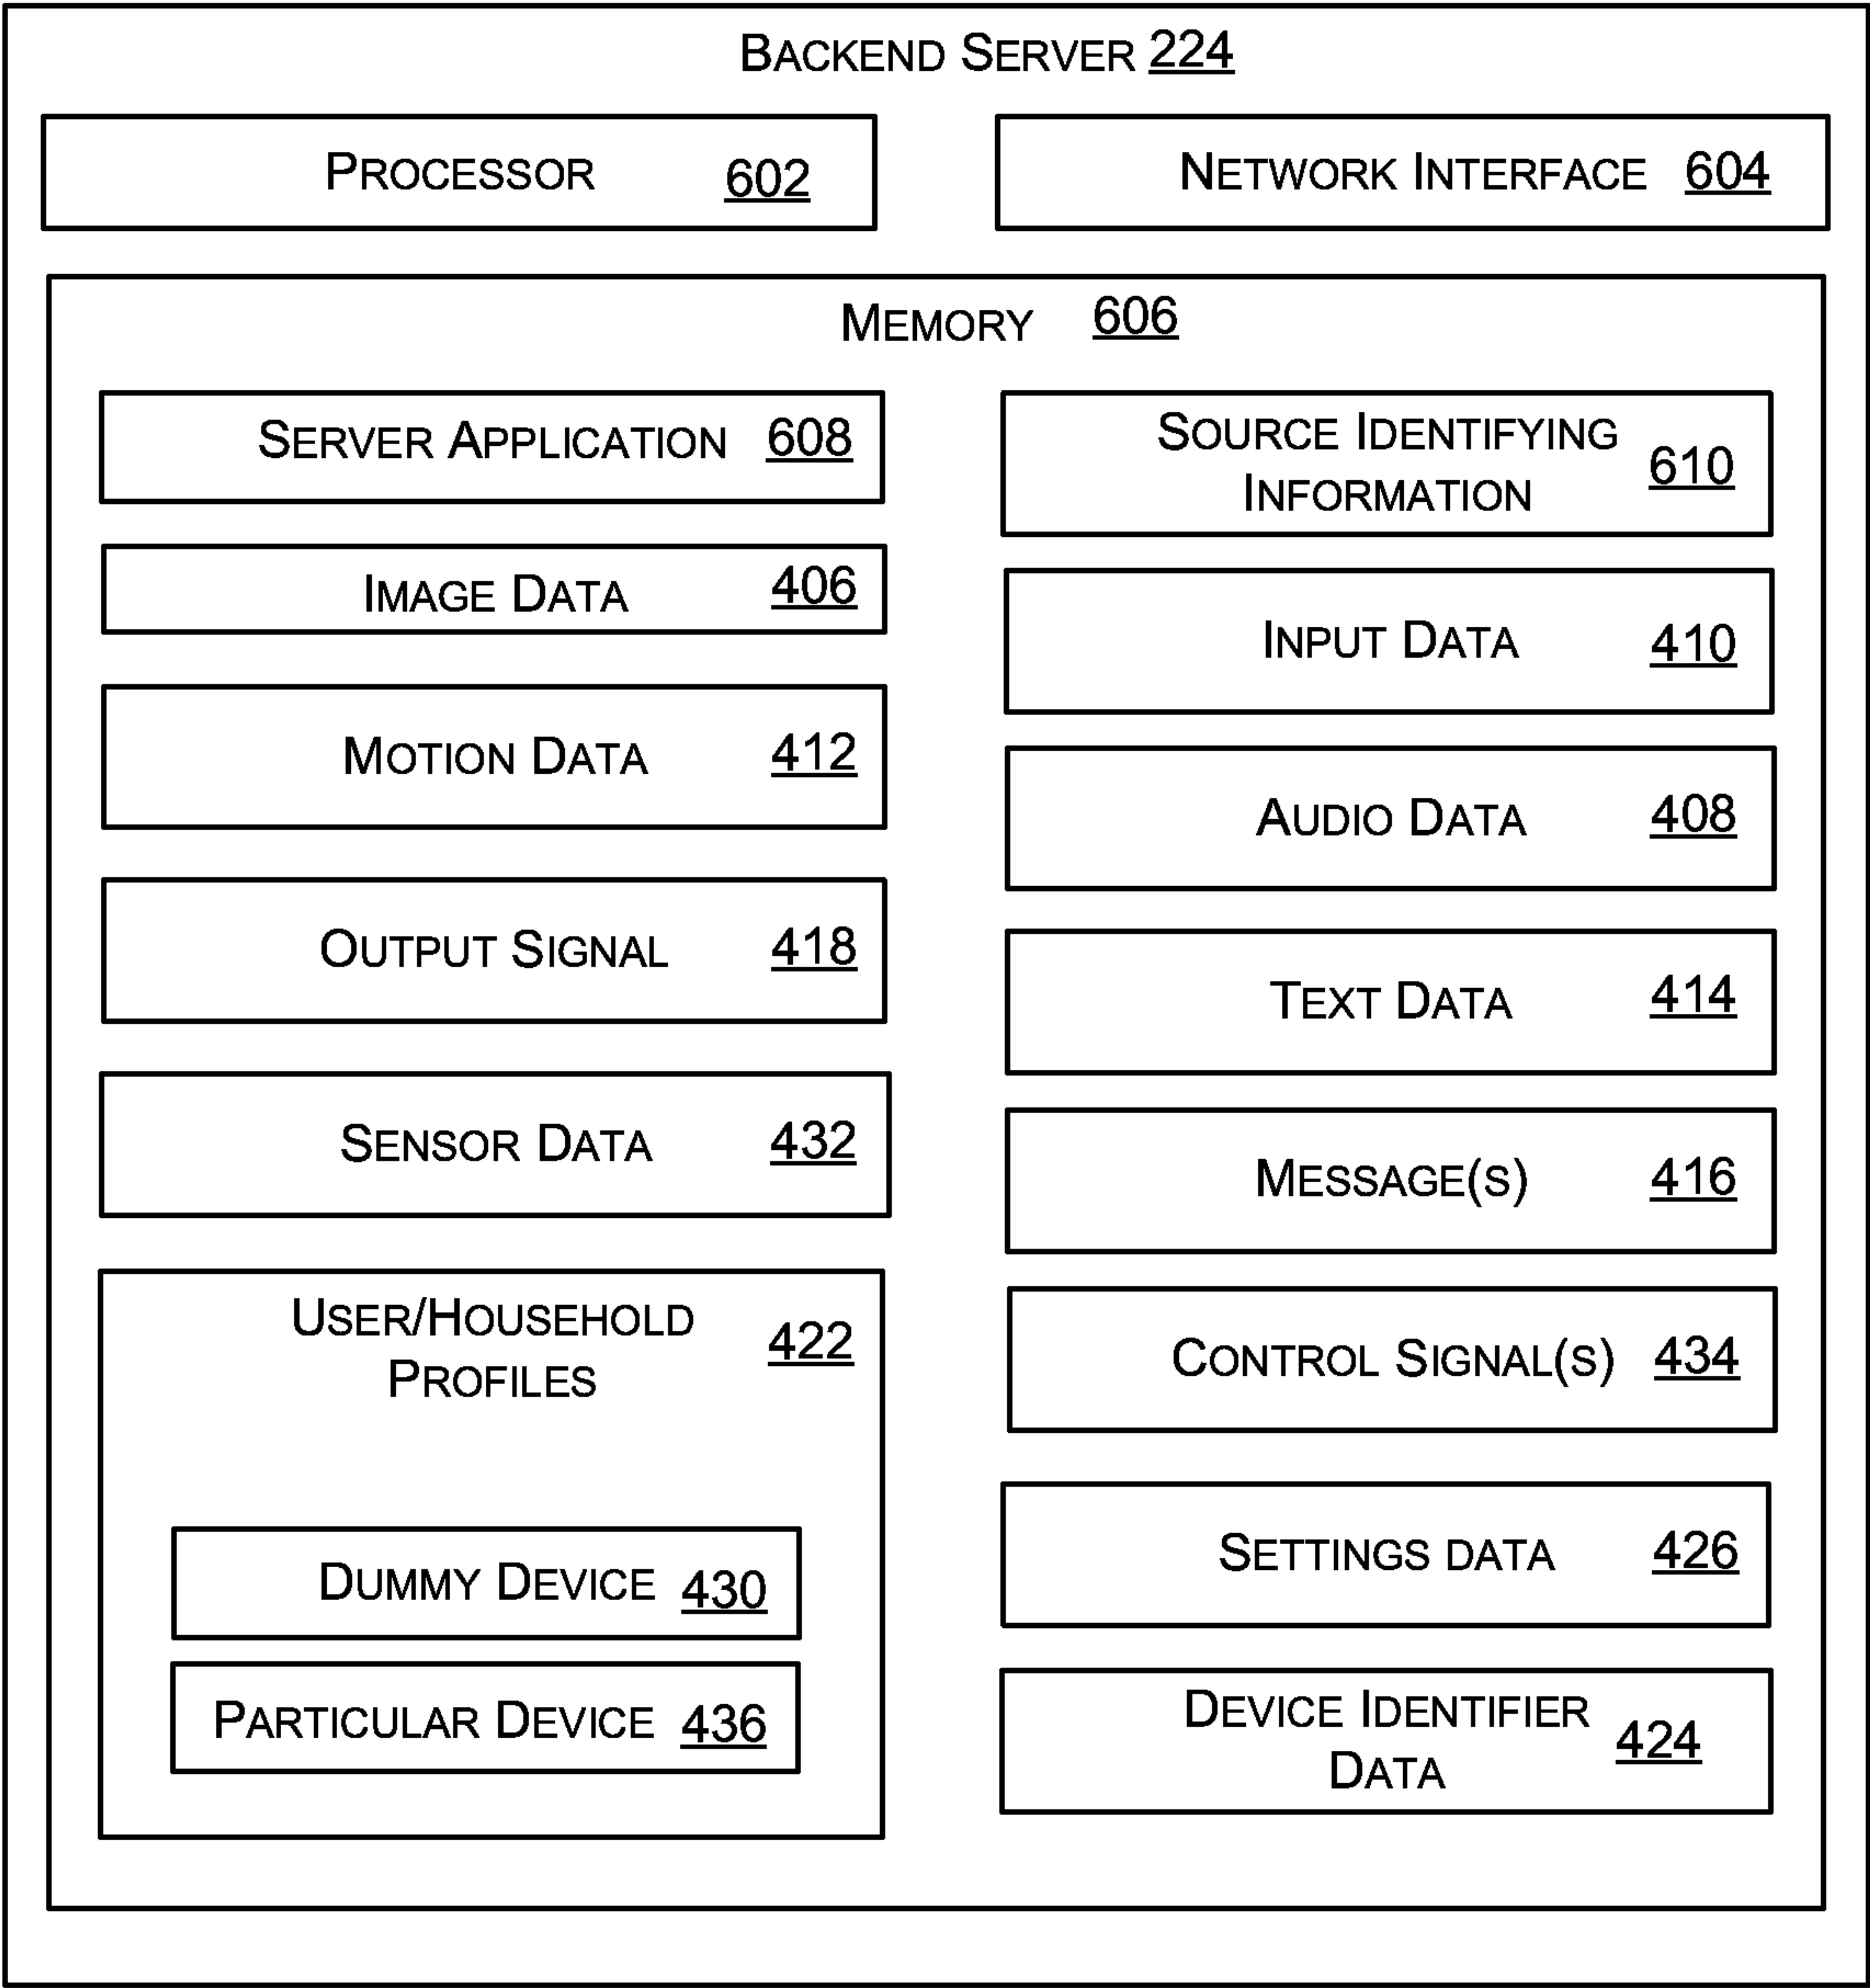 BACKEND SERVER 224
PROCESSOR 602
NETWORK INTERFACE 604
MEMORY 606
SERVER APPLICATION 608
IMAGE DATA 406
MOTION DATA 412
OUTPUT SIGNAL 418
SENSOR DATA 432
USER/HOUSEHOLD
PROFILES
422
DUMMY DEVICE 430
PARTICULAR DEVICE 436
SOURCE IDENTIFYING
INFORMATION
610
INPUT DATA 410
AUDIO DATA 408
TEXT DATA 414
MESSAGE(S) 416
CONTROL SIGNAL(S) 434
SETTINGS DATA 426
DEVICE IDENTIFIER
DATA
424